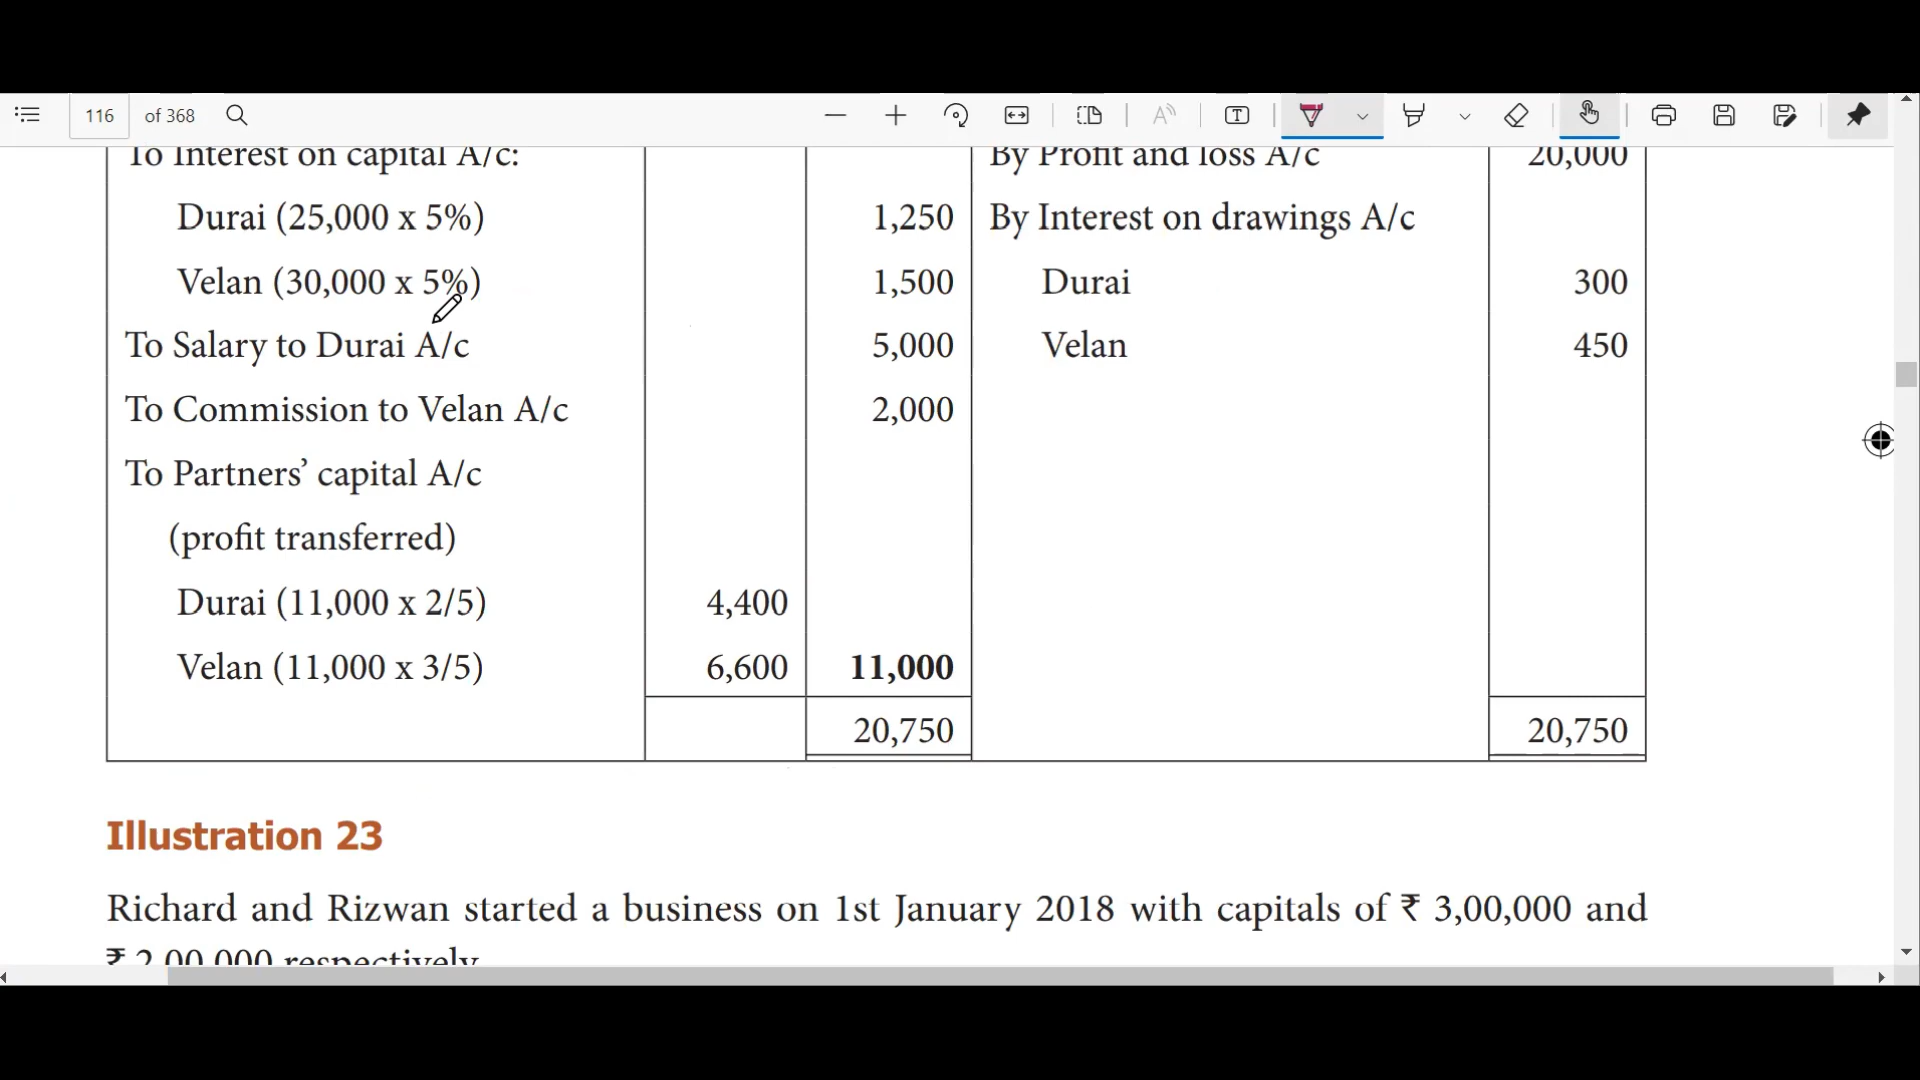 116 of 368
To Interest on capital A/c: By Profit and loss A/c 20,000
Durai (25,000 x 5%) 1,250 By Interest on drawings A/c
Velan (30,000 x 5%) 1,500 Durai 300
To Salary to Durai A/c 5,000 Velan 450
To Commission to Velan A/c 2,000
To Partners’ capital A/c
(profit transferred)
Durai (11,000 x 2/5) 4,400
Velan (11,000 x 3/5) 6,600 11,000
20,750 20,750
Illustration 23
Richard and Rizwan started a business on 1st January 2018 with capitals of ₹ 3,00,000 and
₹ 2,00,000 respectively